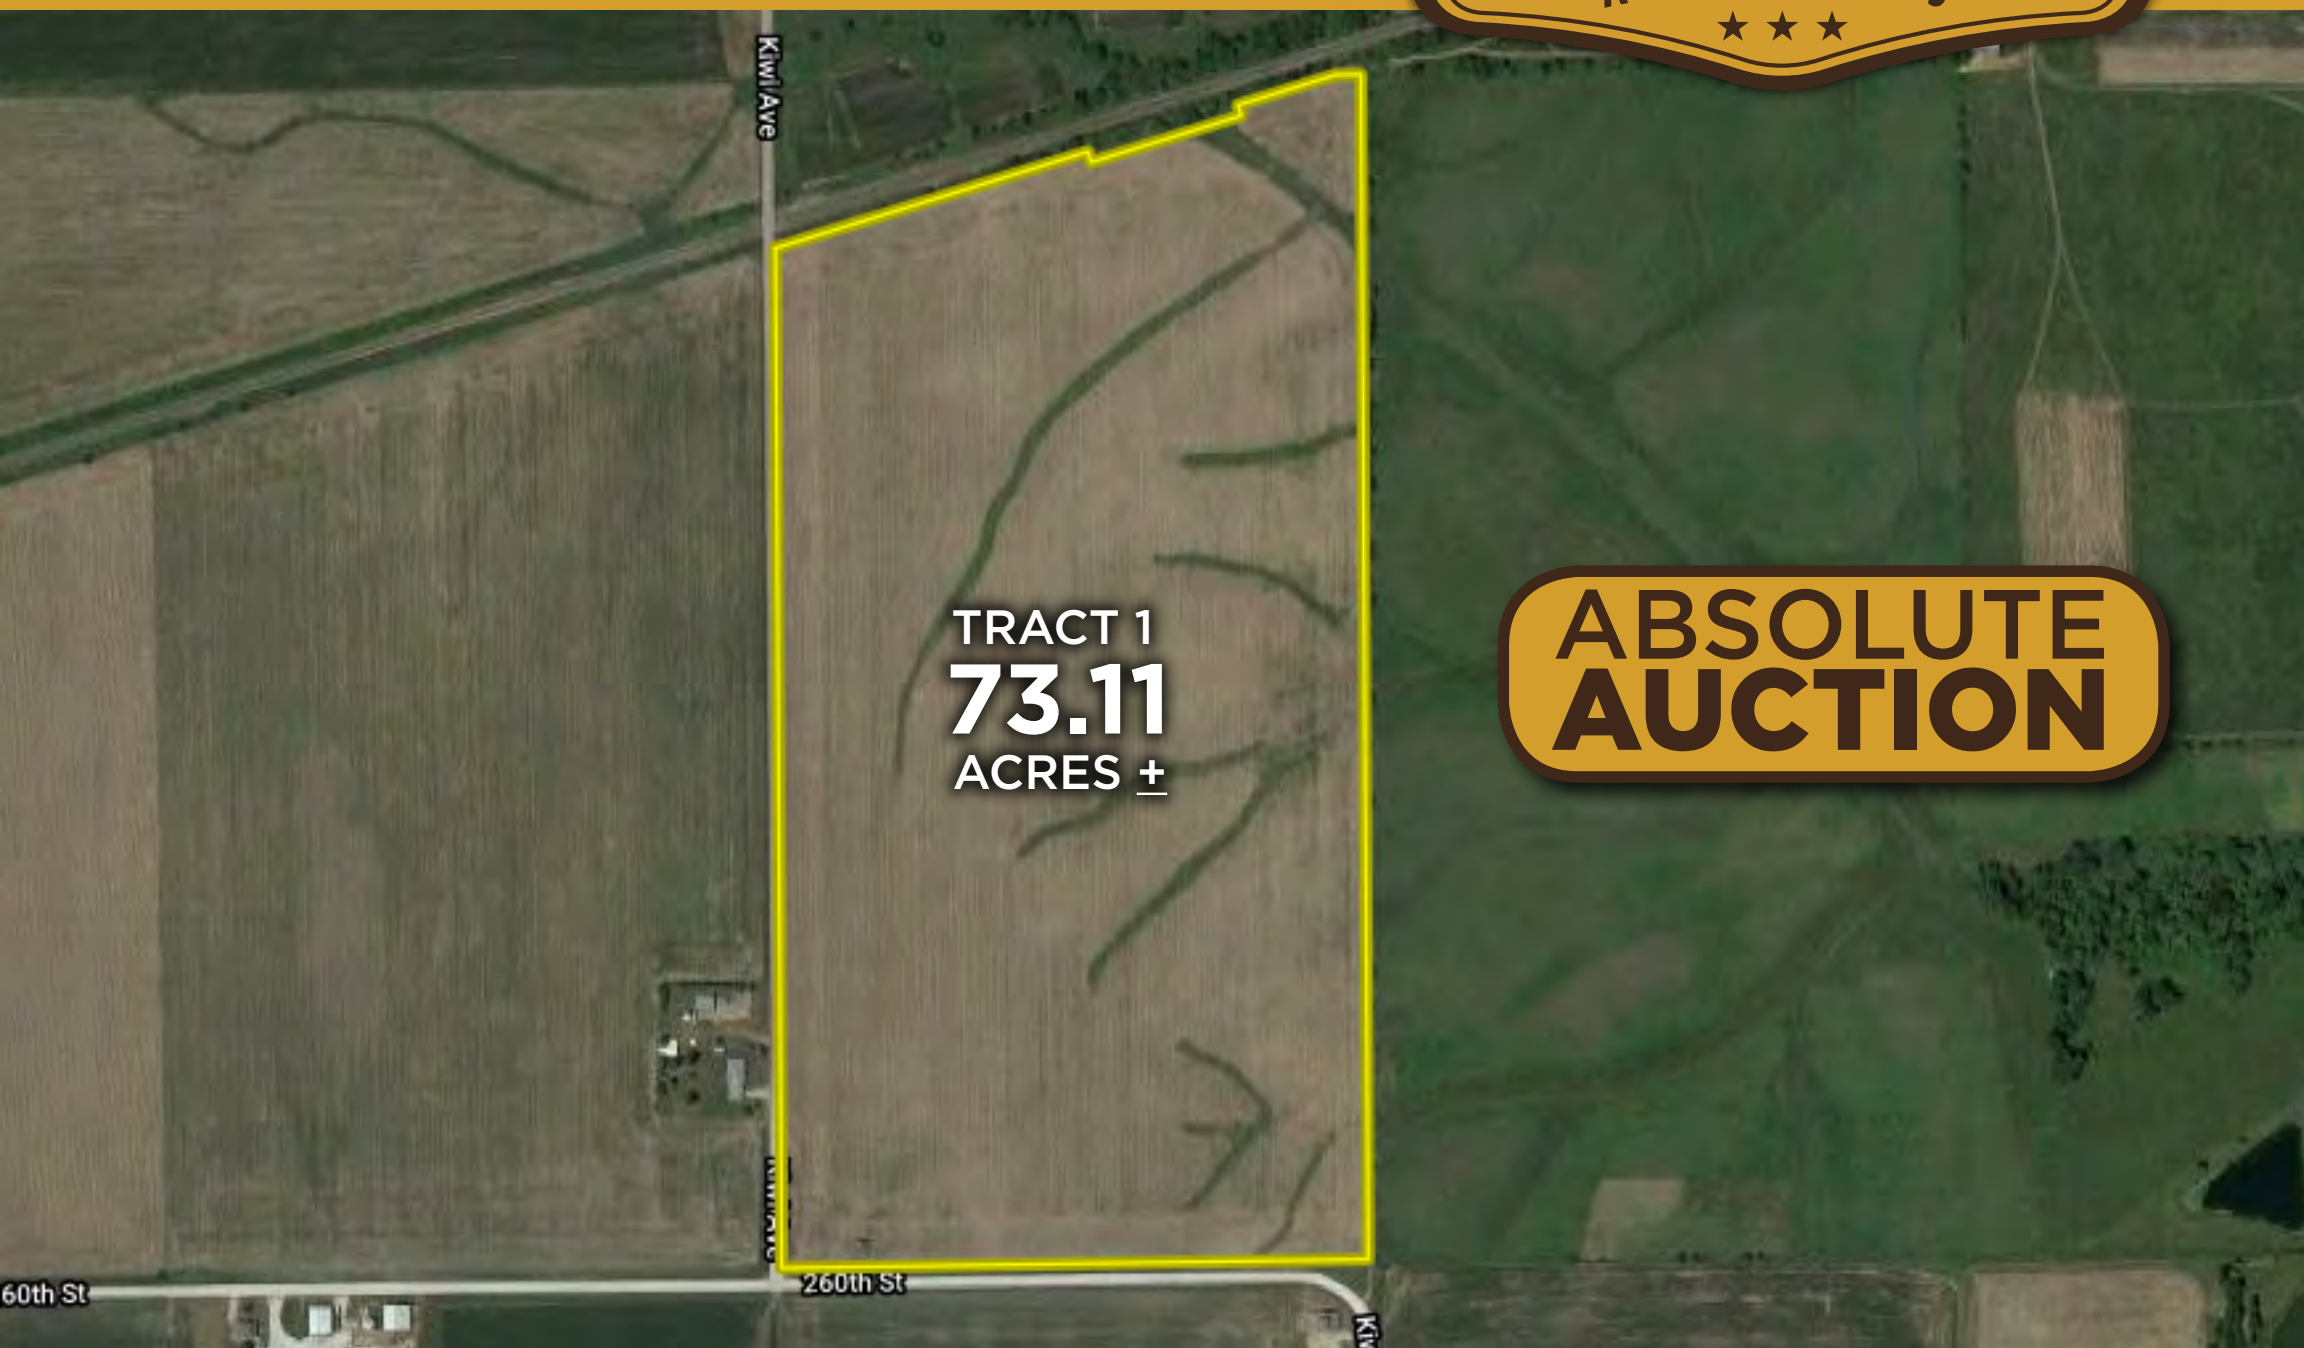 Kiwi Ave
TRACT 1
73.11
ACRES ±
ABSOLUTE
AUCTION
60th St
260th St